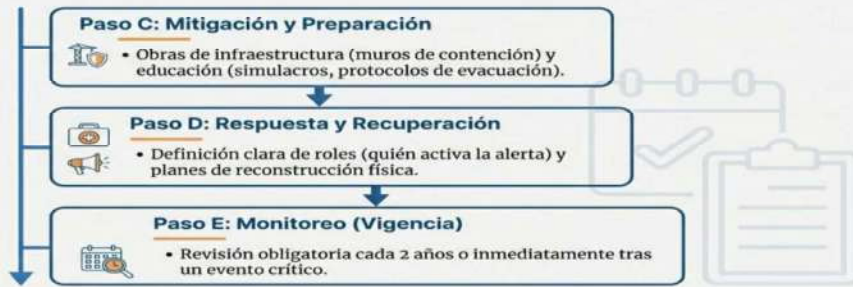 Paso C: Mitigación y Preparación
• Obras de infraestructura (muros de contención) y
educación (simulacros, protocolos de evacuación).
Paso D: Respuesta y Recuperación
• Definición clara de roles (quién activa la alerta) y
planes de reconstrucción física.
Paso E: Monitoreo (Vigencia)
• Revisión obligatoria cada 2 años o inmediatamente tras
un evento crítico.